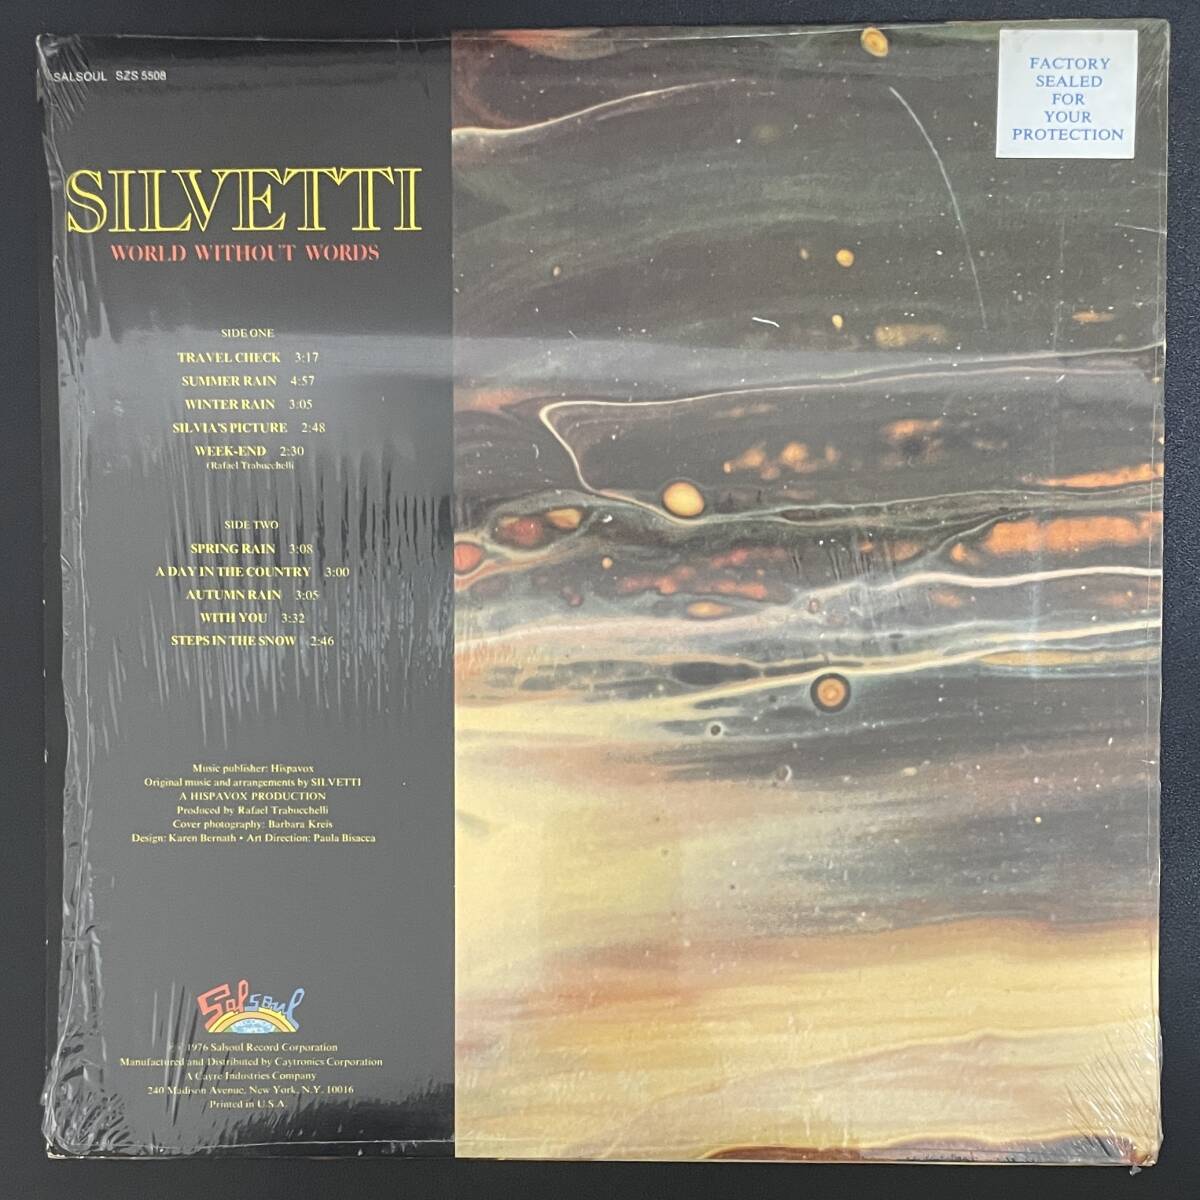 SALSOUL SZS 5508
FACTORY
SEALED
FOR
YOUR
PROTECTION
SILVETTI
WORLD WITHOUT WORDS
SIDE ONE
TRAVEL CHECK 3:17
SUMMER RAIN 4:57
WINTER RAIN 3:05
SILVIA'S PICTURE 2:48
WEEK-END 2:30
(Rafael Trabucchelli
SIDE TWO
SPRING RAIN 3:08
A DAY IN THE COUNTRY 3:00
AUTUMN RAIN 3:05
WITH YOU 3:32
STEPS IN THE SNOW 2:46
Music publisher: Hispavox
Original music and arrangements by SILVETTI
A HISPAVOX PRODUCTION
Produced by Rafael Trabucchelli
Cover photography: Barbara Kreis
Design: Karen Bernath • Art Direction: Paula Bisacca
Salsoul
RECORDS
TAPES
1976 Salsoul Record Corporation
Manufactured and Distributed by Caytronics Corporation
A Cayre Industries Company
240 Madison Avenue, New York, N.Y. 10016
Printed in U.S.A.